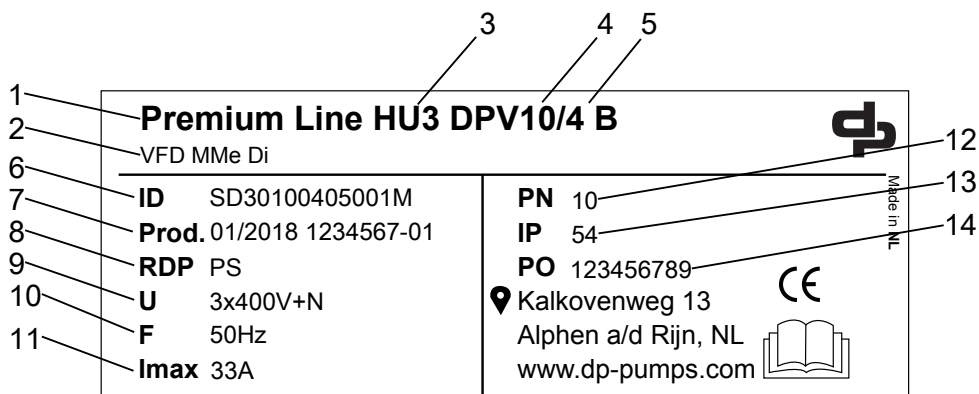 3 4 5
1 Premium Line HU3 DPV10/4 B
2 VFD MMe Di
dp
Made in NL
6 ID SD30100405001M
7 Prod. 01/2018 1234567-01
8 RDP PS
9 U 3x400V+N
10 F 50Hz
11 Imax 33A
PN 10 12
IP 54 13
PO 123456789 14
CE
Kalkovenweg 13
Alphen a/d Rijn, NL
www.dp-pumps.com